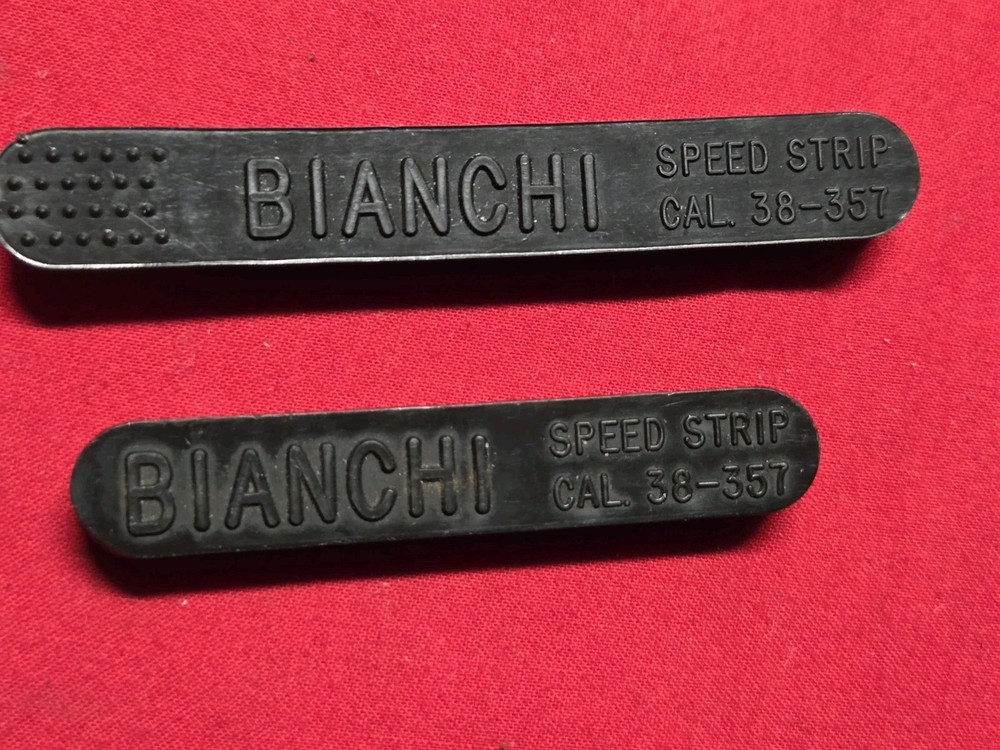 BIANCHI
SPEED STRIP
CAL. 38-357
BIANCHI
SPEED STRIP
CAL. 38-357